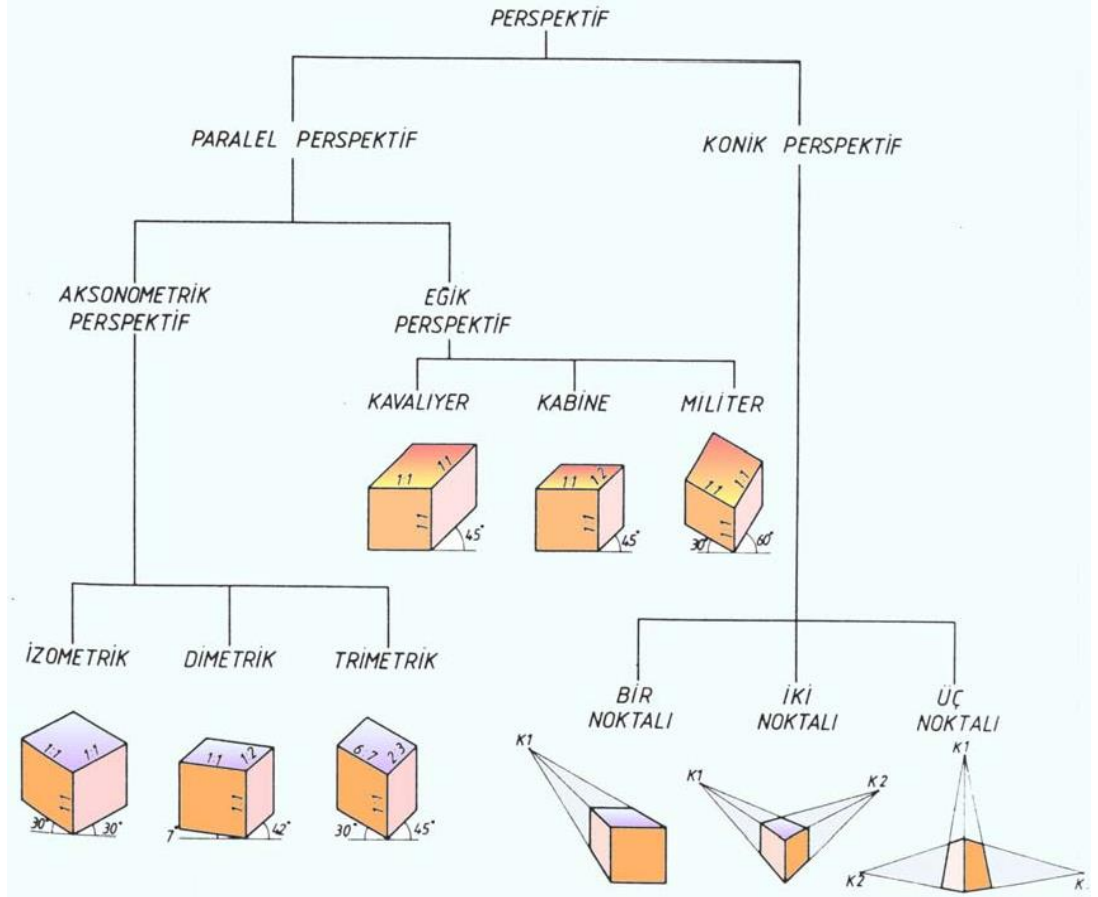 PERSPEKTİF
PARALEL PERSPEKTİF
KONİK PERSPEKTİF
AKSONOMETRIK
PERSPEKTİF
EĞİK
PERSPEKTİF
KAVALIYER
KABİNE
MİLİTER
1:1
1:1
1:1
45°
1:1
1:2
1:1
45°
1:1
1:1
1:1
30°
60°
İZOMETRİK
DİMETRİK
TRİMETRİK
1:1
1:1
1:1
30°
30°
1:1
1:2
1:1
7°
42°
6:7
2:3
1:1
30°
45°
BİR
NOKTALI
İKİ
NOKTALI
ÜÇ
NOKTALI
K1
K1
K2
K1
K2
K